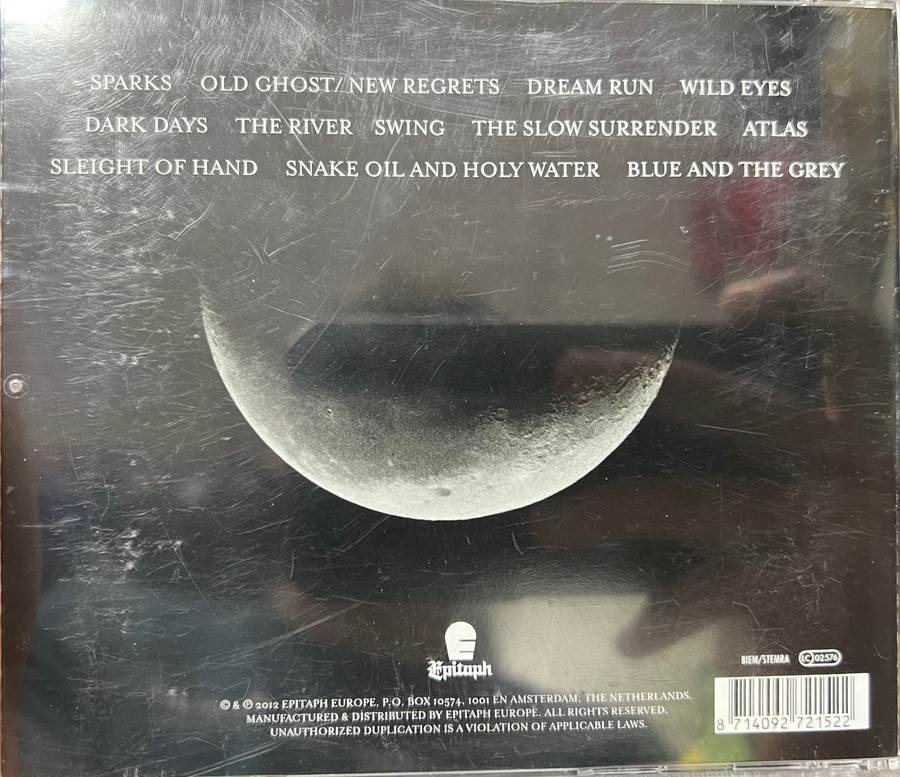 SPARKS OLD GHOST/ NEW REGRETS DREAM RUN WILD EYES
DARK DAYS THE RIVER SWING THE SLOW SURRENDER ATLAS
SLEIGHT OF HAND SNAKE OIL AND HOLY WATER BLUE AND THE GREY
Epitaph
BIEM/STEMRA LC 02576
© & ℗ 2012 EPITAPH EUROPE, P.O. BOX 10574, 1001 EN AMSTERDAM, THE NETHERLANDS.
MANUFACTURED & DISTRIBUTED BY EPITAPH EUROPE. ALL RIGHTS RESERVED.
UNAUTHORIZED DUPLICATION IS A VIOLATION OF APPLICABLE LAWS.
8 714092 721522